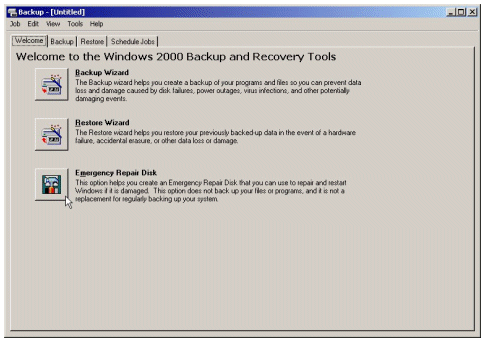 Backup - [Untitled]
Job Edit View Tools Help
Welcome Backup Restore Schedule Jobs
Welcome to the Windows 2000 Backup and Recovery Tools
Backup Wizard
The Backup wizard helps you create a backup of your programs and files so you can prevent data
loss and damage caused by disk failures, power outages, virus infections, and other potentially
damaging events.
Restore Wizard
The Restore wizard helps you restore your previously backed-up data in the event of a hardware
failure, accidental erasure, or other data loss or damage.
Emergency Repair Disk
This option helps you create an Emergency Repair Disk that you can use to repair and restart
Windows if it is damaged. This option does not back up your files or programs, and it is not a
replacement for regularly backing up your system.